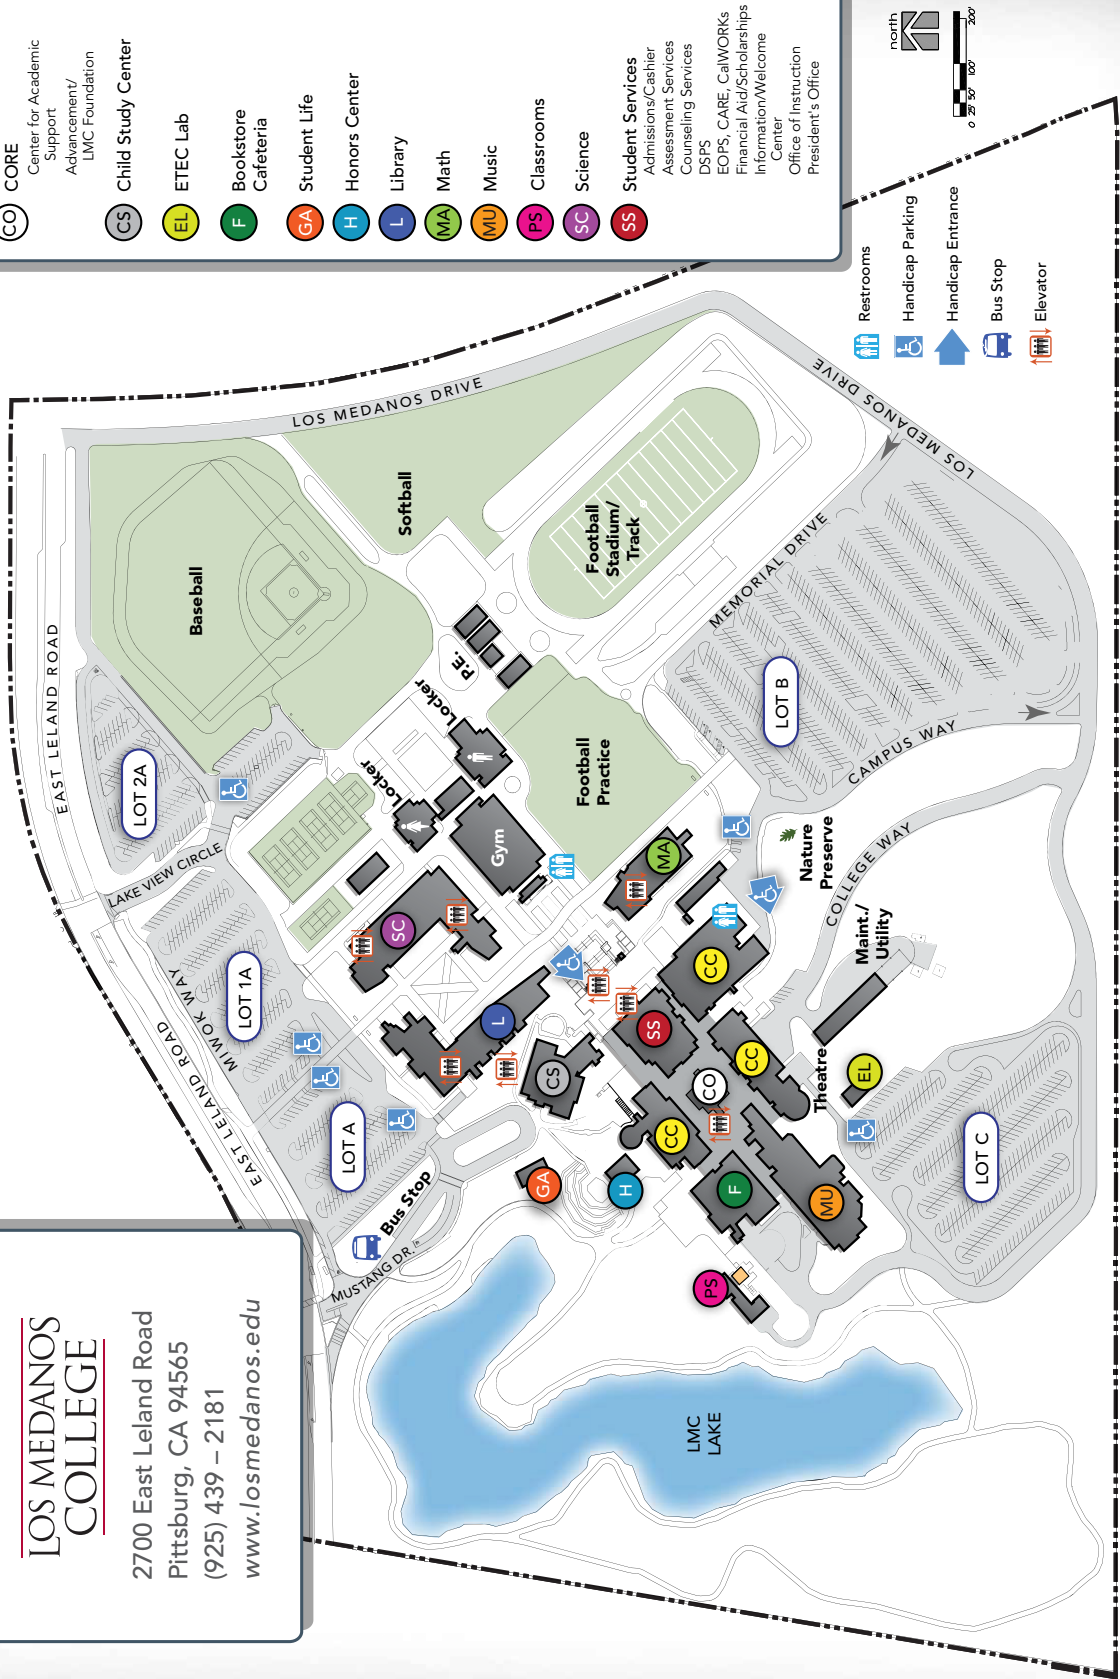 LOS MEDANOS
COLLEGE
2700 East Leland Road
Pittsburg, CA 94565
(925) 439 – 2181
www.losmedanos.edu
CO CORE
Center for Academic
Support
Advancement/
LMC Foundation
CS Child Study Center
EL ETEC Lab
F Bookstore
Cafeteria
GA Student Life
H Honors Center
L Library
MA Math
MU Music
PS Classrooms
SC Science
SS Student Services
Admissions/Cashier
Assessment Services
Counseling Services
DSPS
EOPS, CARE, CalWORKs
Financial Aid/Scholarships
Information/Welcome
Center
Office of Instruction
President's Office
north
0 25' 50' 100' 200'
Restrooms
Handicap Parking
Handicap Entrance
Bus Stop
Elevator
EAST LELAND ROAD
EAST LELAND ROAD
LOS MEDANOS DRIVE
LOS MEDANOS DRIVE
LAKE VIEW CIRCLE
MIWOK WAY
MUSTANG DR.
MEMORIAL DRIVE
CAMPUS WAY
COLLEGE WAY
LOT 2A
LOT 1A
LOT A
LOT B
LOT C
Bus Stop
Baseball
Softball
Football
Stadium/
Track
P.E.
Locker
Locker
Gym
Football
Practice
Nature
Preserve
Maint./
Utility
Theatre
SC
L
CS
GA
H
MA
CC
SS
CC
CO
CC
F
MU
EL
PS
LMC
LAKE